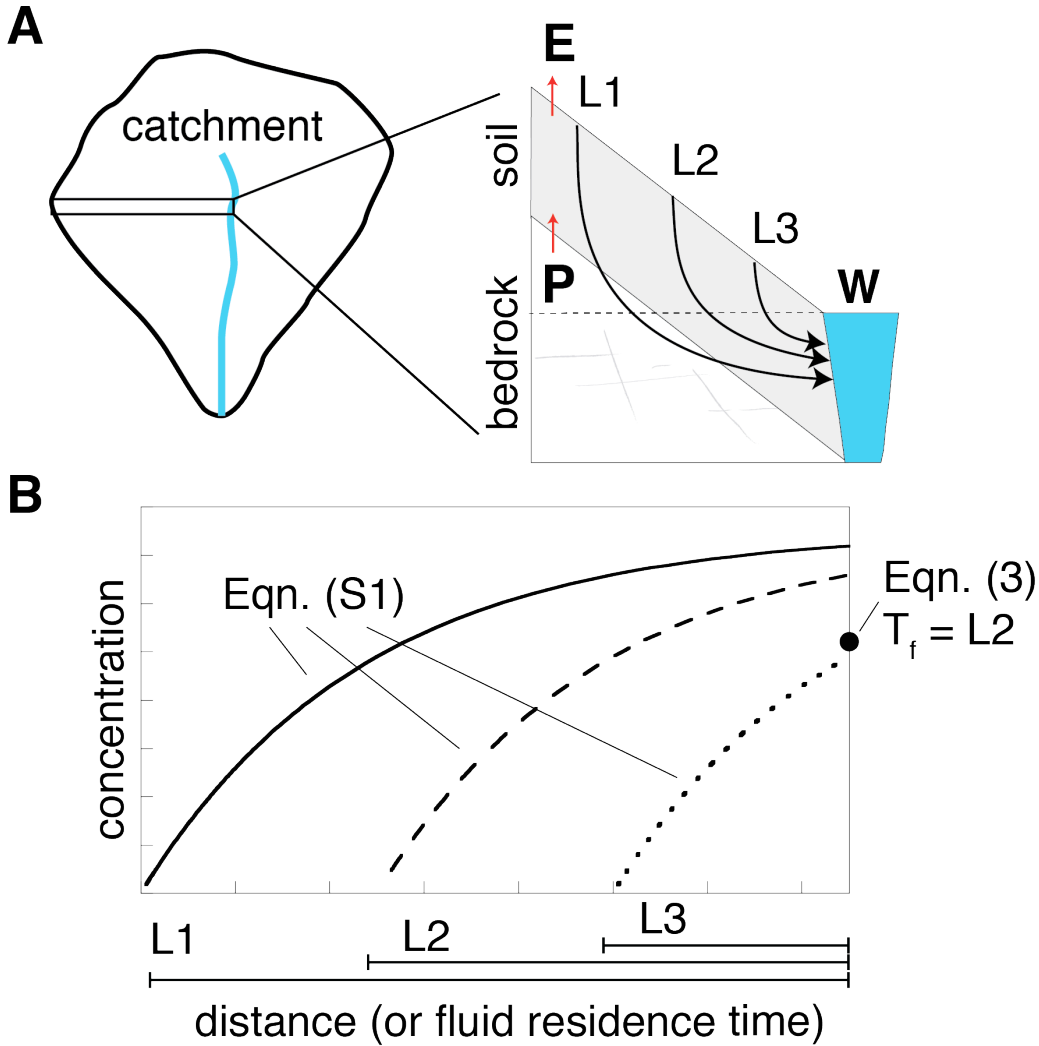 A
catchment
E
L1
L2
L3
W
P
soil
bedrock
B
Eqn. (S1)
Eqn. (3)
T_f = L2
concentration
L1
L2
L3
distance (or fluid residence time)